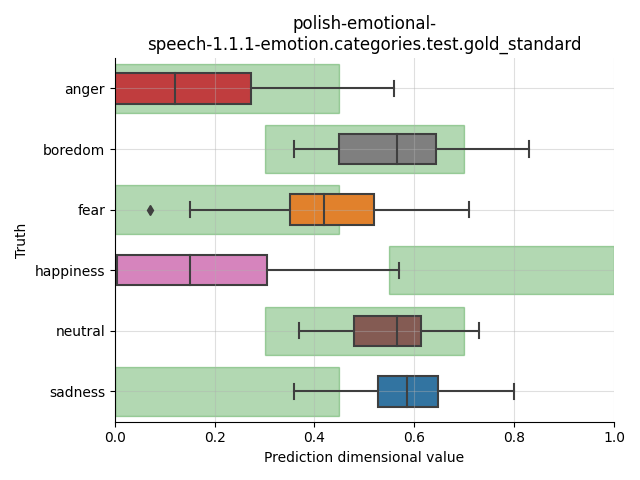 polish-emotional-
speech-1.1.1-emotion.categories.test.gold_standard
anger
boredom
fear
happiness
neutral
sadness
Truth
0.0 0.2 0.4 0.6 0.8 1.0
Prediction dimensional value